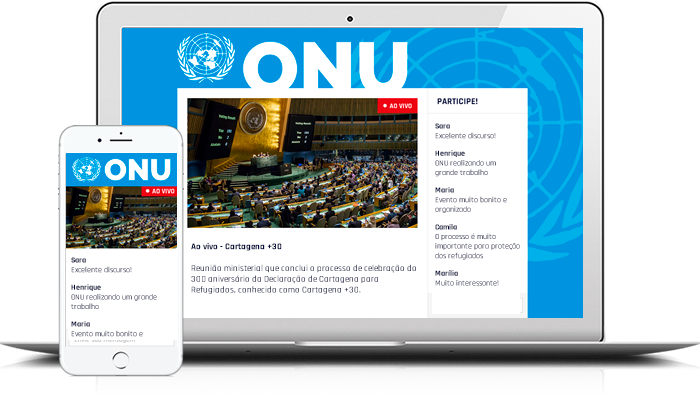 ONU
AO VIVO
PARTICIPE!
Sara
Excelente discurso!
Henrique
ONU realizando um
grande trabalho
Maria
Evento muito bonito e
organizado
Camila
O processo é muito
importante para proteção
dos refugiados
Marília
Muito interessante!
Ao vivo - Cartagena +30
Reunião ministerial que conclui o processo de celebração do
300 aniversário da Declaração de Cartagena para
Refugiados, conhecido como Cartagena +30.
ONU
AO VIVO
Sara
Excelente discurso!
Henrique
ONU realizando um grande
trabalho
Maria
Evento muito bonito e